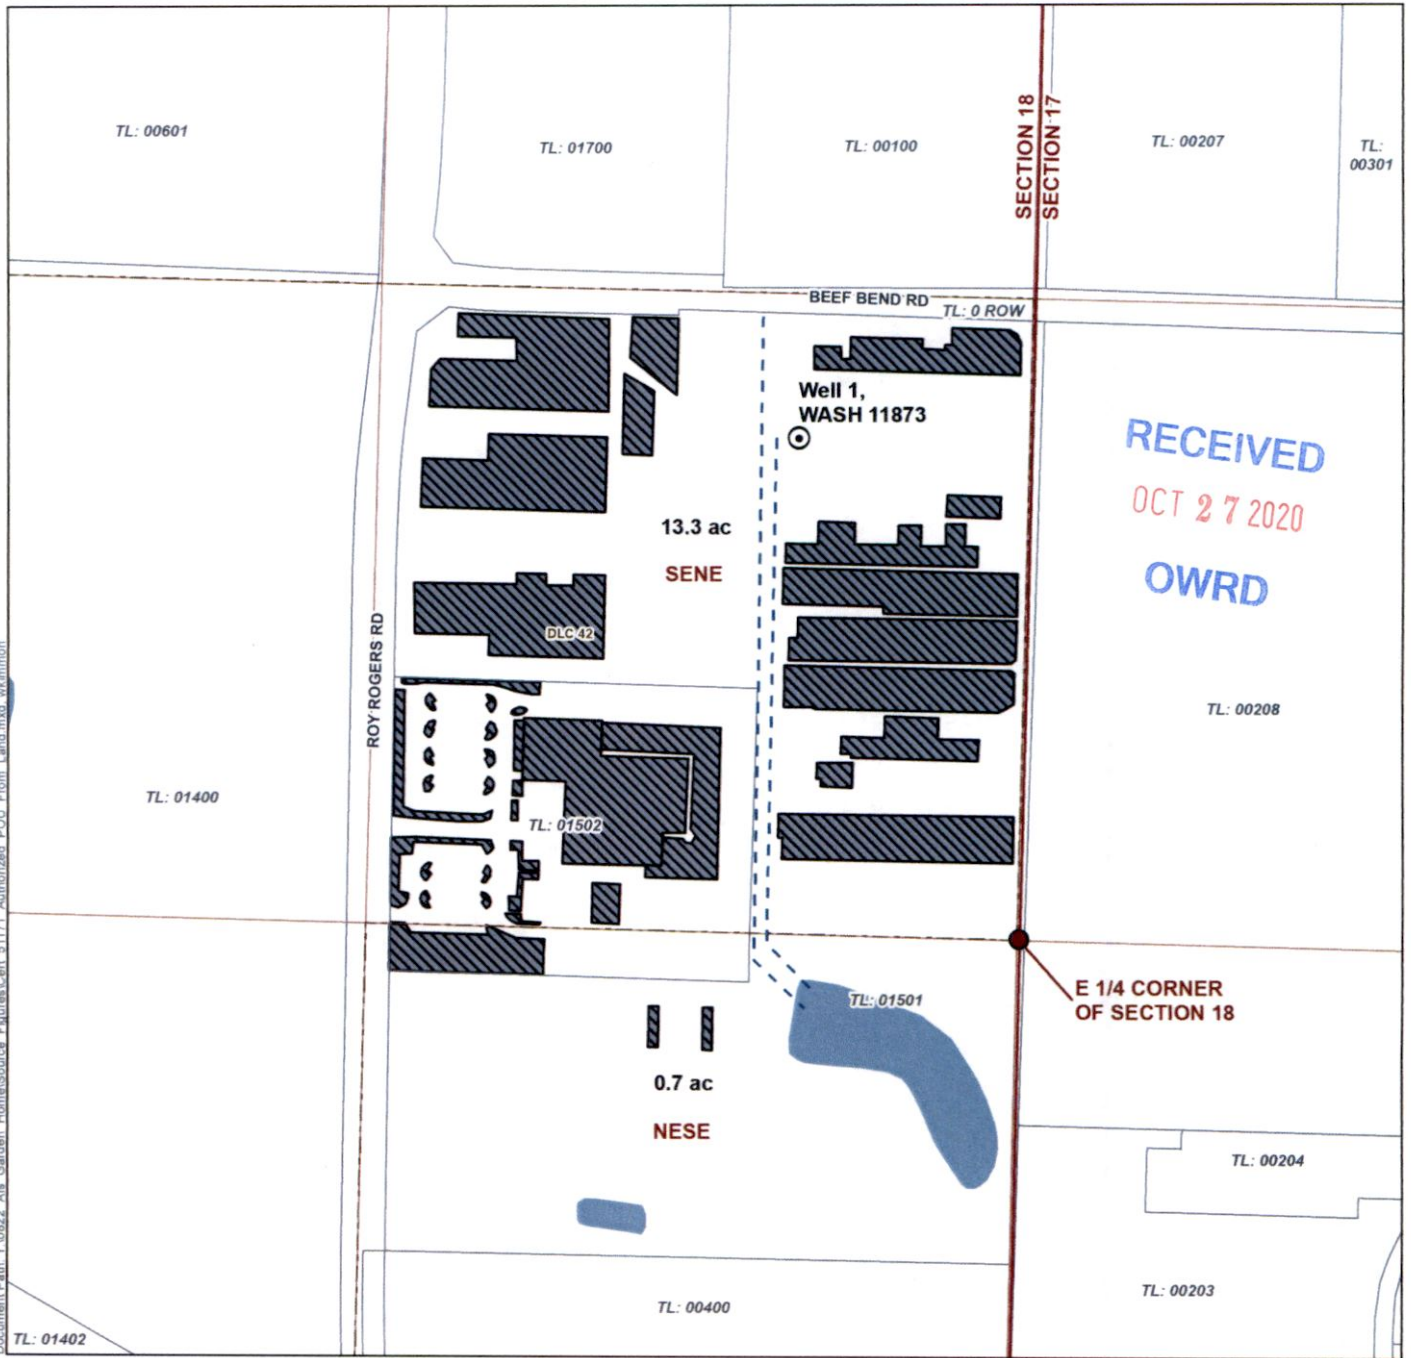 TL: 00601
TL: 01700
TL: 00100
SECTION 18
SECTION 17
TL: 00207
TL:
00301
BEEF BEND RD
TL: 0 ROW
Well 1,
WASH 11873
RECEIVED
OCT 27 2020
OWRD
13.3 ac
SENE
DLC 42
ROY ROGERS RD
TL: 00208
TL: 01400
TL: 01502
TL: 01501
E 1/4 CORNER
OF SECTION 18
0.7 ac
NESE
TL: 00204
TL: 00203
TL: 00400
TL: 01402